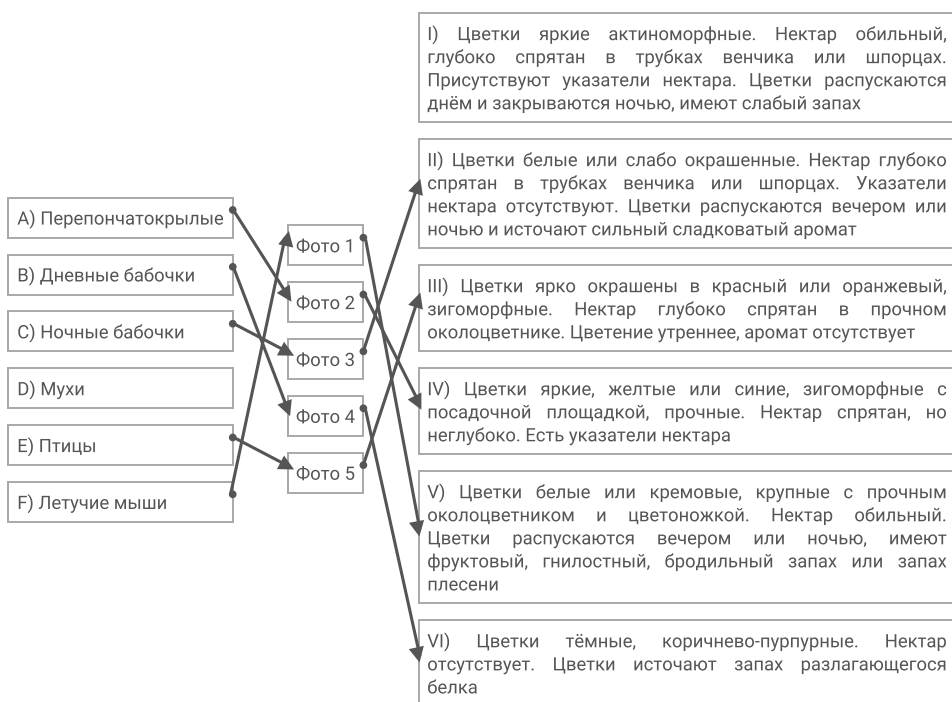 A) Перепончатокрылые
B) Дневные бабочки
C) Ночные бабочки
D) Мухи
E) Птицы
F) Летучие мыши
Фото 1
Фото 2
Фото 3
Фото 4
Фото 5
I) Цветки яркие актиноморфные. Нектар обильный,
глубоко спрятан в трубках венчика или шпорцах.
Присутствуют указатели нектара. Цветки распускаются
днём и закрываются ночью, имеют слабый запах
II) Цветки белые или слабо окрашенные. Нектар глубоко
спрятан в трубках венчика или шпорцах. Указатели
нектара отсутствуют. Цветки распускаются вечером или
ночью и источают сильный сладковатый аромат
III) Цветки ярко окрашены в красный или оранжевый,
зигоморфные. Нектар глубоко спрятан в прочном
околоцветнике. Цветение утреннее, аромат отсутствует
IV) Цветки яркие, желтые или синие, зигоморфные с
посадочной площадкой, прочные. Нектар спрятан, но
неглубоко. Есть указатели нектара
V) Цветки белые или кремовые, крупные с прочным
околоцветником и цветоножкой. Нектар обильный.
Цветки распускаются вечером или ночью, имеют
фруктовый, гнилостный, бродильный запах или запах
плесени
VI) Цветки тёмные, коричнево-пурпурные. Нектар
отсутствует. Цветки источают запах разлагающегося
белка